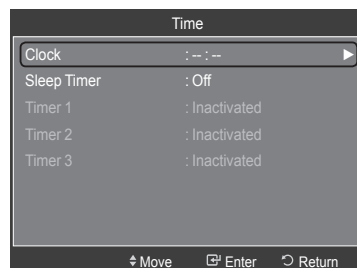 Time
Clock : -- : --
Sleep Timer : Off
Timer 1 : Inactivated
Timer 2 : Inactivated
Timer 3 : Inactivated
Move Enter Return